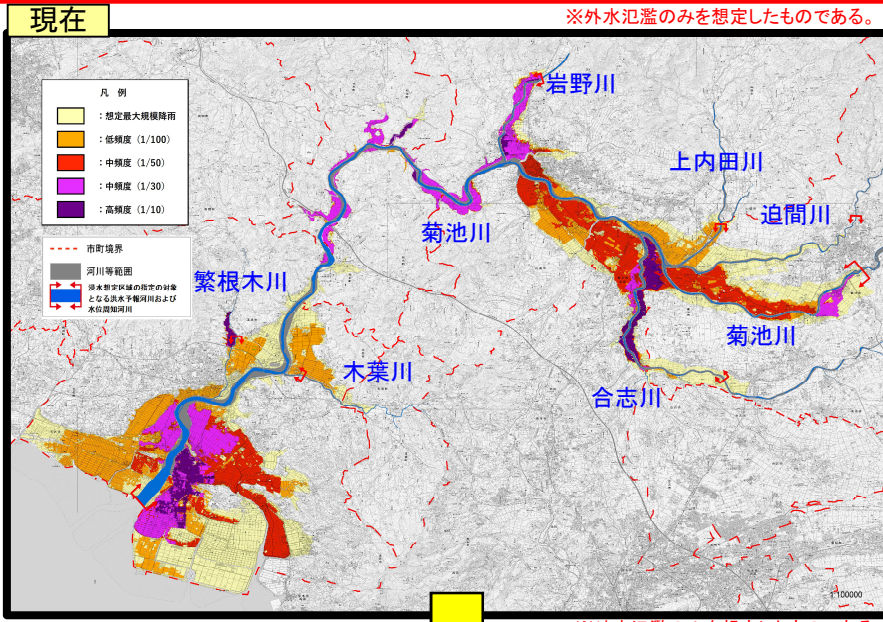 現在
※外水氾濫のみを想定したものである。
凡 例
:想定最大規模降雨
:低頻度(1/100)
:中頻度(1/50)
:中頻度(1/30)
:高頻度(1/10)
市町境界
河川等範囲
浸水想定区域の指定の対象
となる洪水予報河川および
水位周知河川
岩野川
上内田川
迫間川
菊池川
繁根木川
菊池川
木葉川
合志川
1:100000